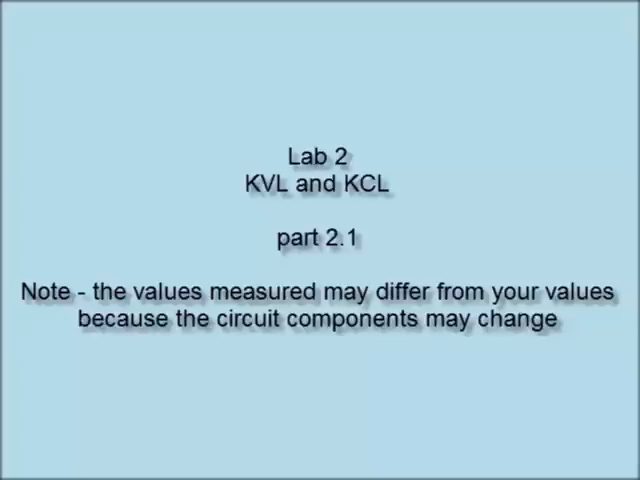 Lab 2
KVL and KCL
part 2.1
Note - the values measured may differ from your values
because the circuit components may change